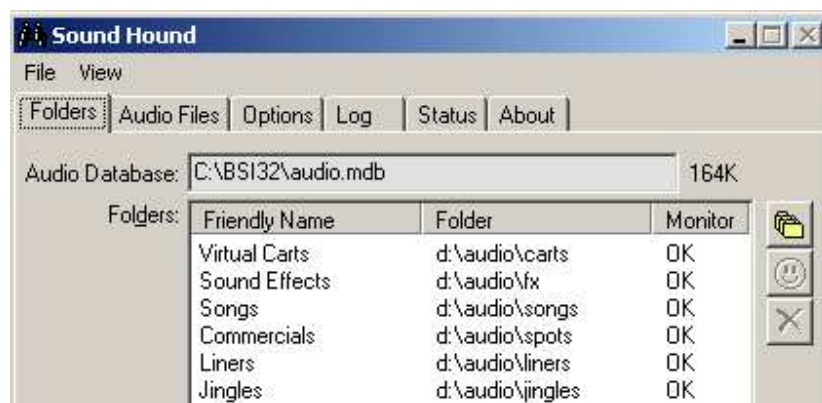 Sound Hound
File View
Folders Audio Files Options Log Status About
Audio Database: C:\BSI32\audio.mdb 164K
Folders: Friendly Name Folder Monitor
Virtual Carts d:\audio\carts OK
Sound Effects d:\audio\fx OK
Songs d:\audio\songs OK
Commercials d:\audio\spots OK
Liners d:\audio\liners OK
Jingles d:\audio\jingles OK